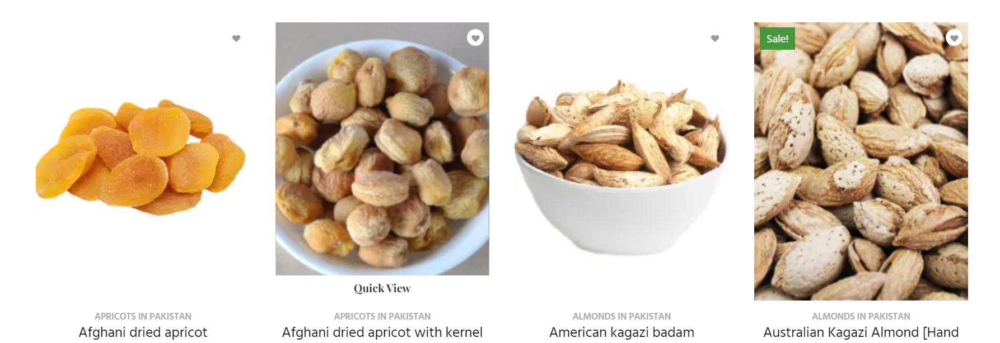 Sale!
Quick View
APRICOTS IN PAKISTAN
Afghani dried apricot
APRICOTS IN PAKISTAN
Afghani dried apricot with kernel
ALMONDS IN PAKISTAN
American kagazi badam
ALMONDS IN PAKISTAN
Australian Kagazi Almond [Hand